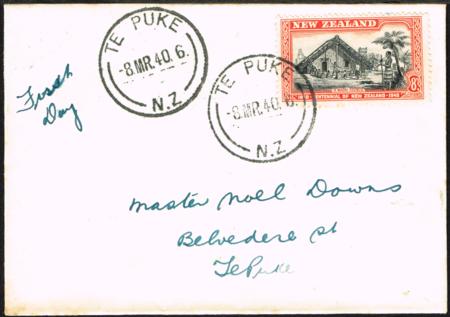 TE PUKE
-8 MR.40.6.
N.Z
TE PUKE
-8 MR.40.6.
N.Z
NEW ZEALAND
CENTENNIAL OF NEW ZEALAND 1940
8D
First
Day
Master Noel Downs
Belvedere st
Te Puke